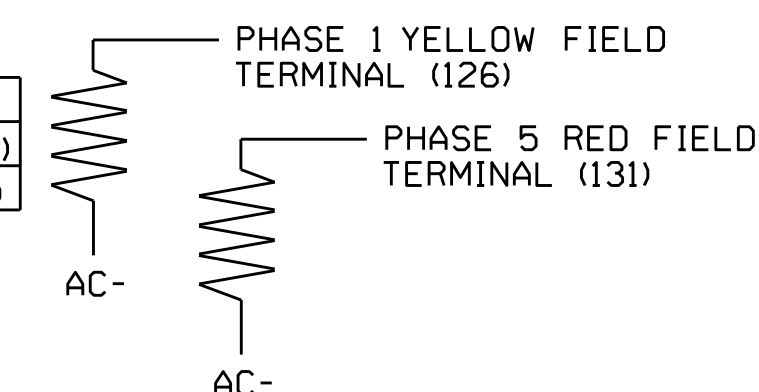 PHASE 1 YELLOW FIELD
TERMINAL (126)
PHASE 5 RED FIELD
TERMINAL (131)
)
AC-
AC-